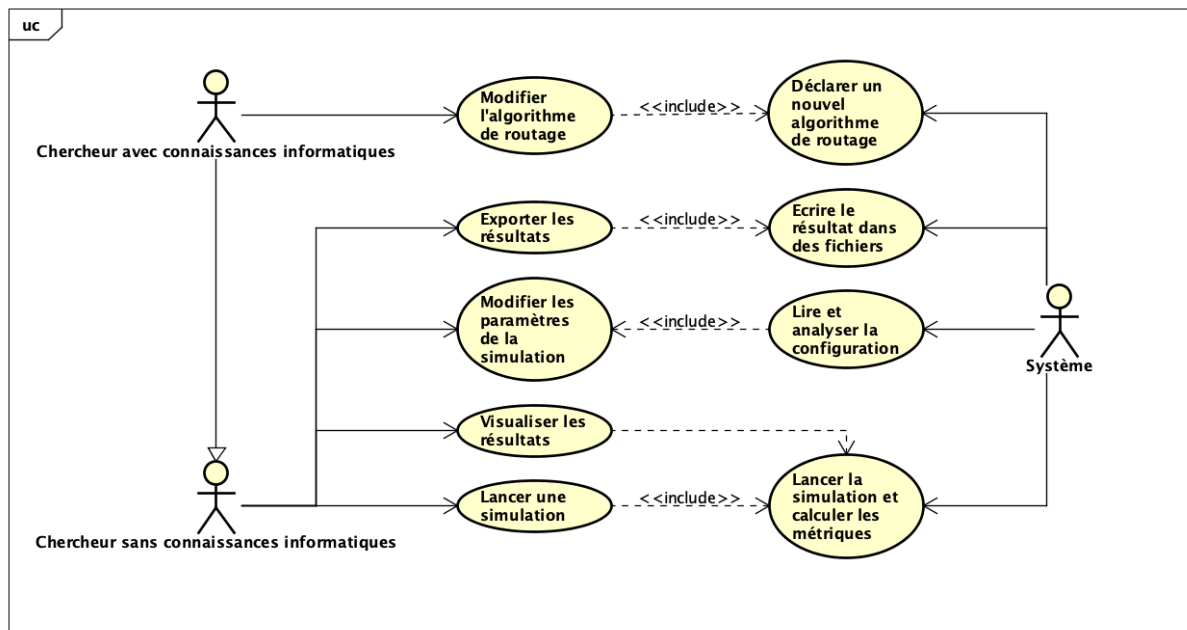 uc
Modifier
l'algorithme
de routage
<<include>>
Déclarer un
nouvel
algorithme
de routage
Chercheur avec connaissances informatiques
Exporter les
résultats
<<include>>
Ecrire le
résultat dans
des fichiers
Modifier les
paramètres
de la
simulation
<<include>>
Lire et
analyser la
configuration
Système
Visualiser les
résultats
Lancer une
simulation
<<include>>
Lancer la
simulation et
calculer les
métriques
Chercheur sans connaissances informatiques